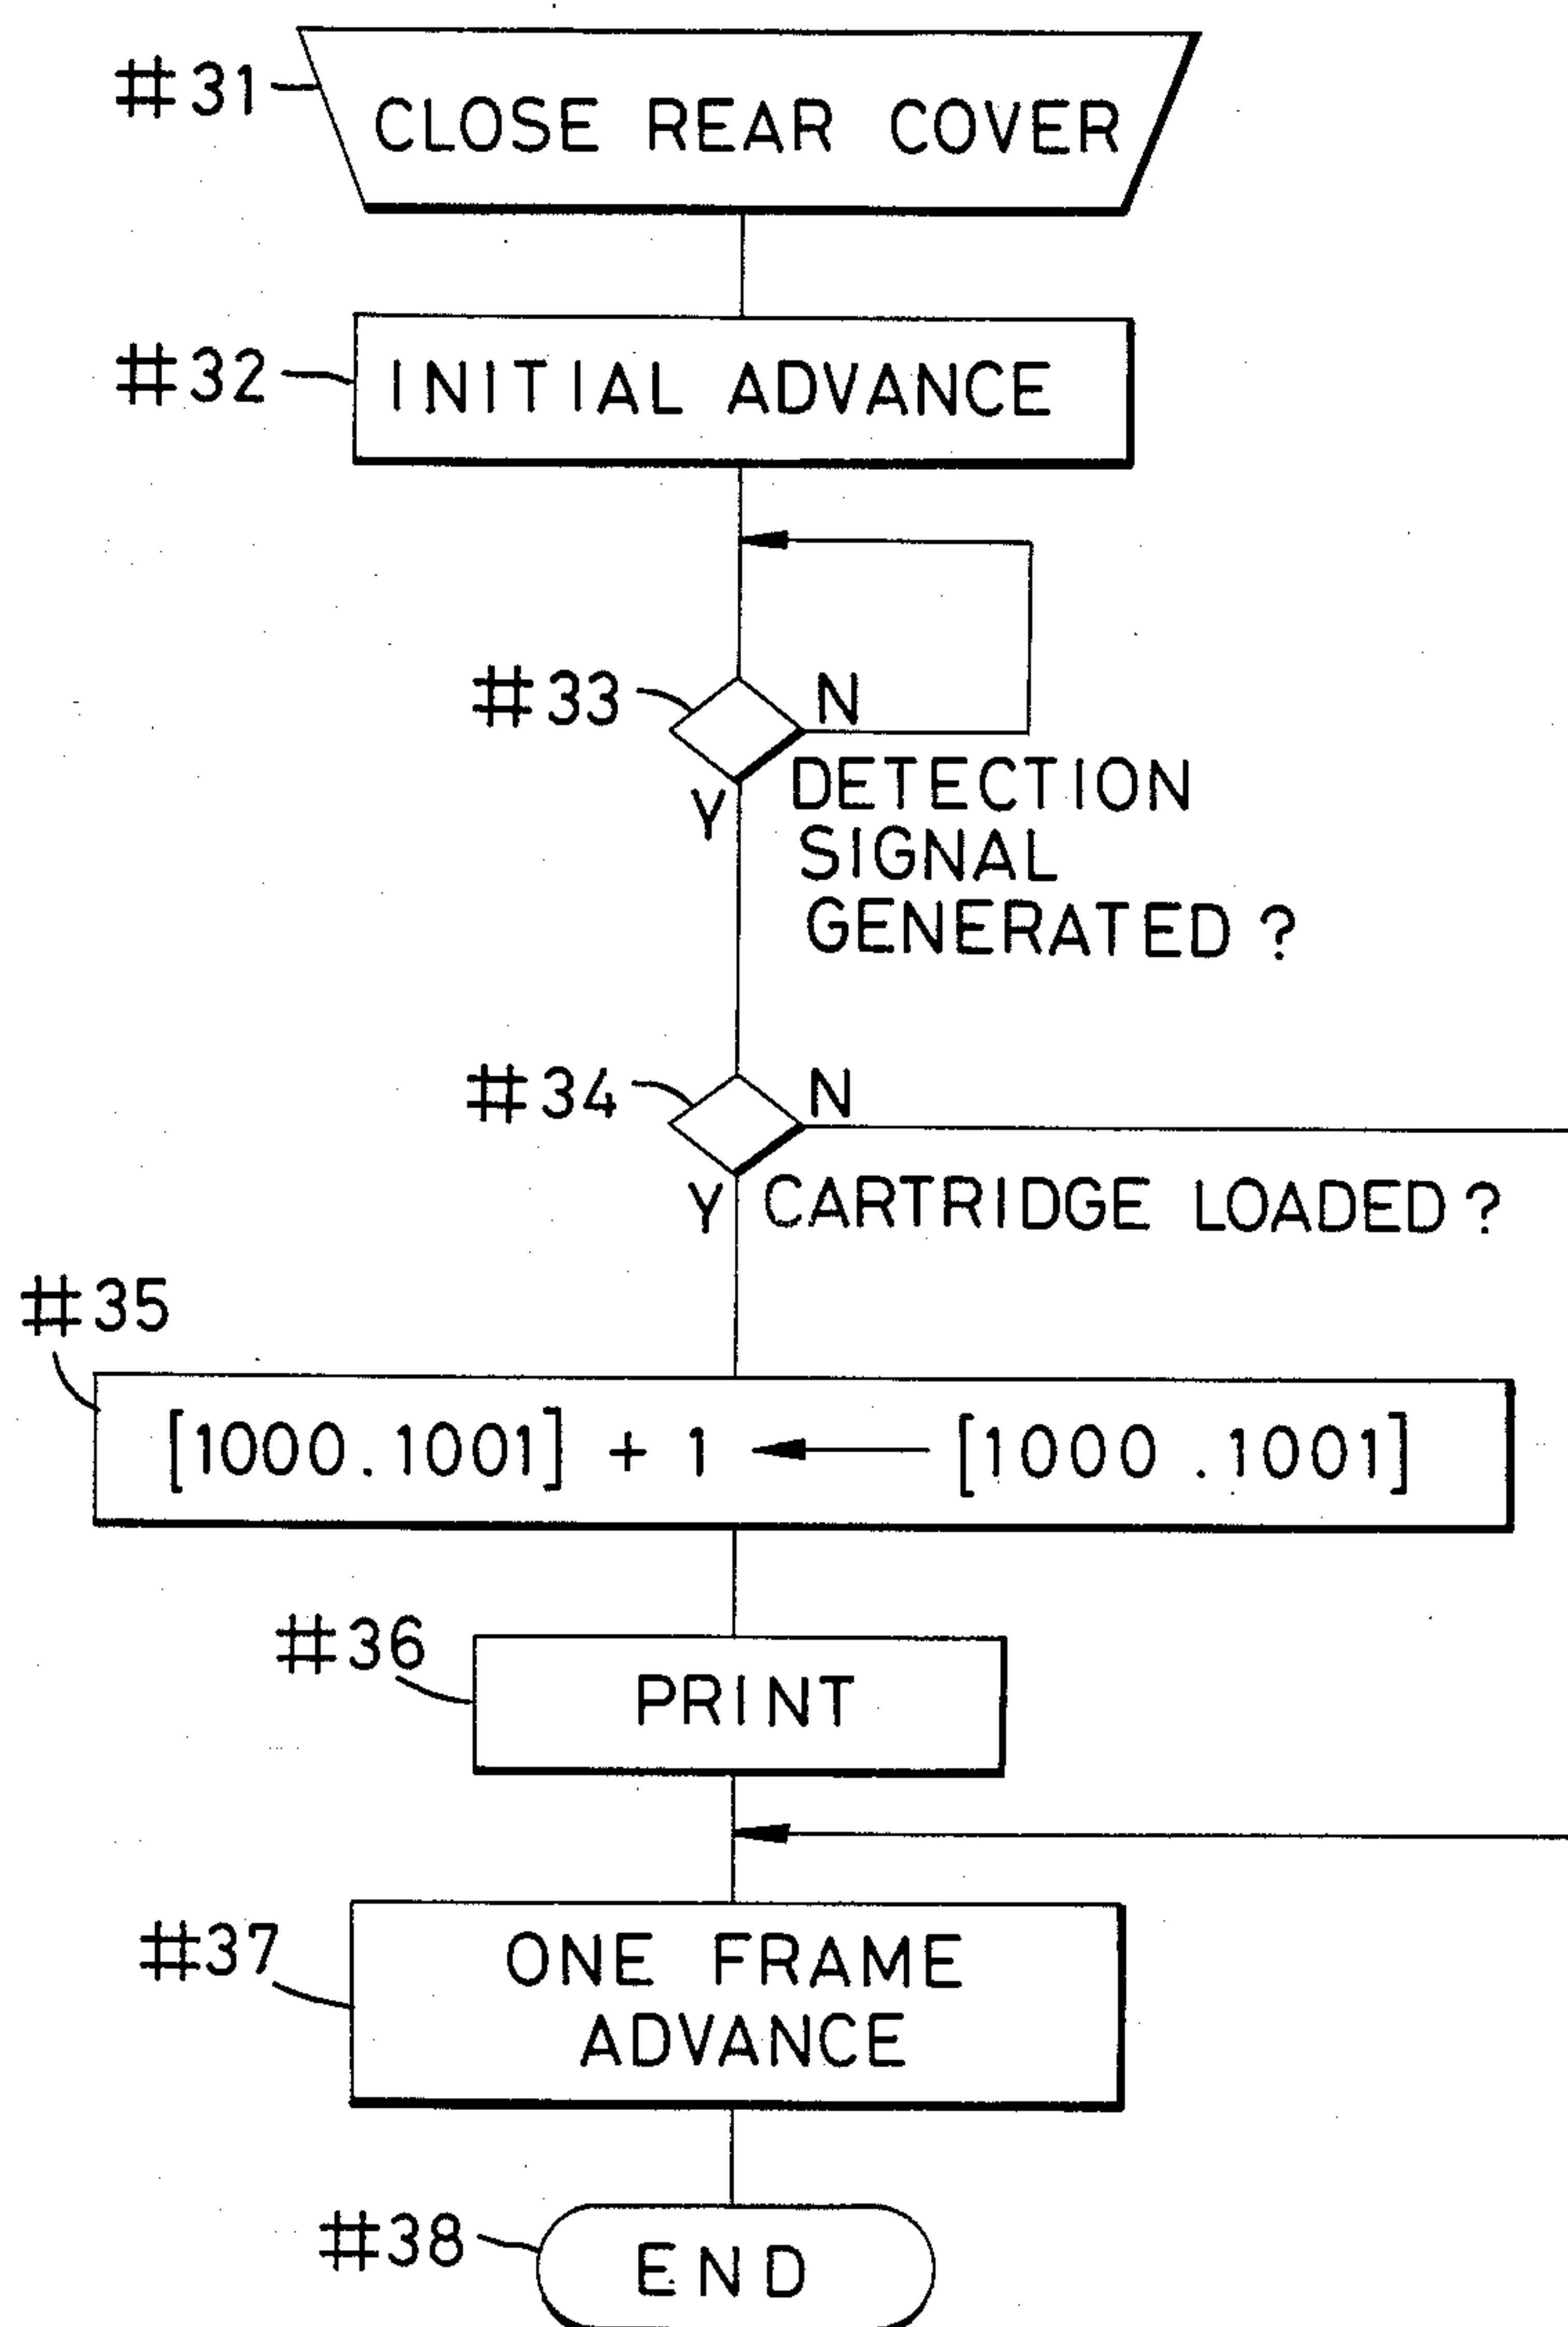 #31
CLOSE REAR COVER
#32
INITIAL ADVANCE
#33
N
Y
DETECTION
SIGNAL
GENERATED ?
#34
N
Y
CARTRIDGE LOADED ?
#35
[1000.1001] + 1 ← [1000.1001]
#36
PRINT
#37
ONE FRAME
ADVANCE
#38
END